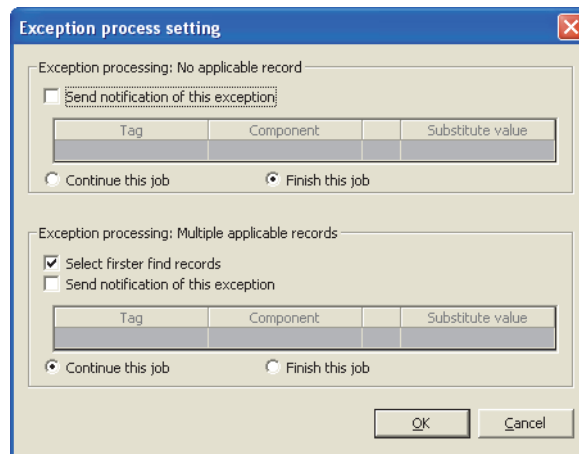 Exception process setting
Exception processing: No applicable record
Send notification of this exception
Tag Component Substitute value
Continue this job Finish this job
Exception processing: Multiple applicable records
Select firster find records
Send notification of this exception
Tag Component Substitute value
Continue this job Finish this job
OK Cancel